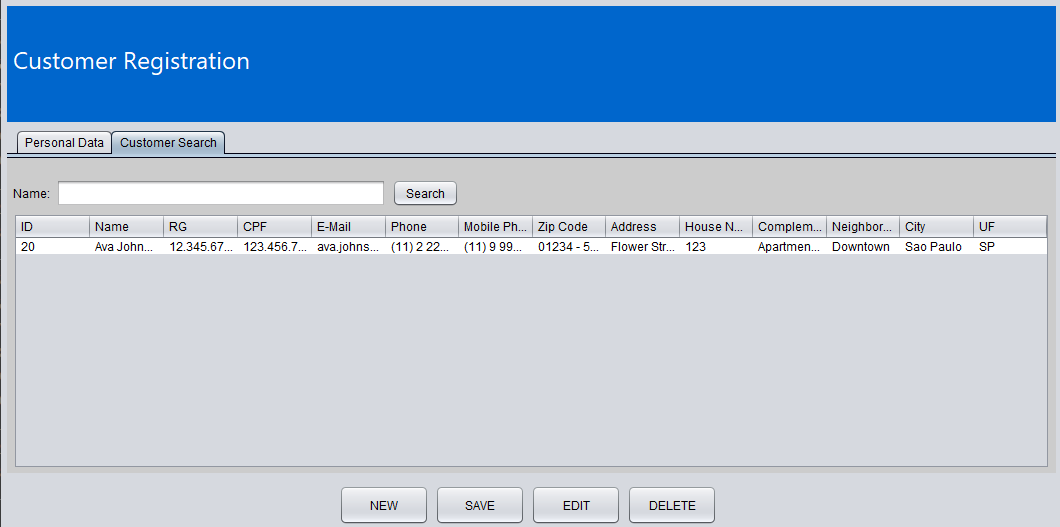 Customer Registration
Personal Data Customer Search
Name: Search
ID Name RG CPF E-Mail Phone Mobile Ph... Zip Code Address House N... Complem... Neighbor... City UF
20 Ava John... 12.345.67... 123.456.7... ava.johns... (11) 2 22... (11) 9 99... 01234 - 5... Flower Str... 123 Apartmen... Downtown Sao Paulo SP
NEW SAVE EDIT DELETE